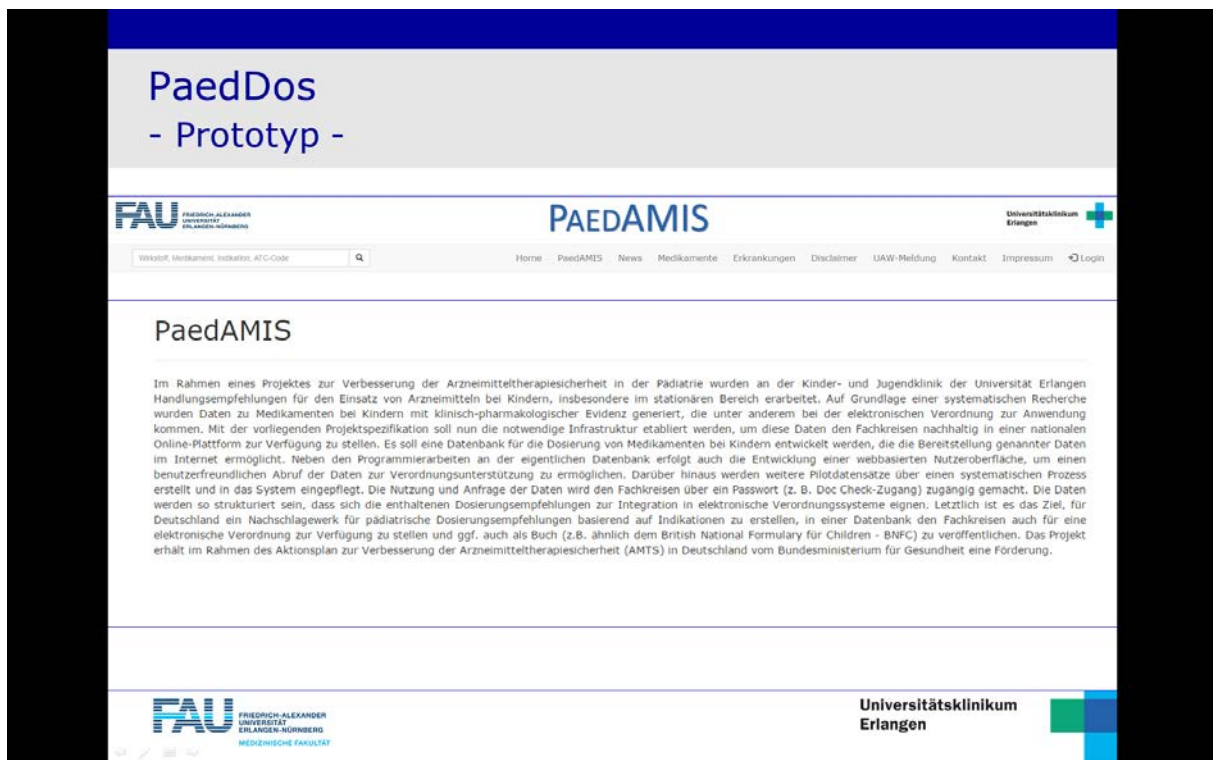 PaedDos
- Prototyp -
FAU FRIEDRICH-ALEXANDER
UNIVERSITÄT
ERLANGEN-NÜRNBERG
PAEDAMIS
Universitätsklinikum
Erlangen
Wirkstoff, Medikament, Indikation, ATC-Code
Home PaedAMIS News Medikamente Erkrankungen Disclaimer UAW-Meldung Kontakt Impressum Login
PaedAMIS
Im Rahmen eines Projektes zur Verbesserung der Arzneimitteltherapiesicherheit in der Pädiatrie wurden an der Kinder- und Jugendklinik der Universität Erlangen
Handlungsempfehlungen für den Einsatz von Arzneimitteln bei Kindern, insbesondere im stationären Bereich erarbeitet. Auf Grundlage einer systematischen Recherche
wurden Daten zu Medikamenten bei Kindern mit klinisch-pharmakologischer Evidenz generiert, die unter anderem bei der elektronischen Verordnung zur Anwendung
kommen. Mit der vorliegenden Projektspezifikation soll nun die notwendige Infrastruktur etabliert werden, um diese Daten den Fachkreisen nachhaltig in einer nationalen
Online-Plattform zur Verfügung zu stellen. Es soll eine Datenbank für die Dosierung von Medikamenten bei Kindern entwickelt werden, die die Bereitstellung genannter Daten
im Internet ermöglicht. Neben den Programmierarbeiten an der eigentlichen Datenbank erfolgt auch die Entwicklung einer webbasierten Nutzeroberfläche, um einen
benutzerfreundlichen Abruf der Daten zur Verordnungsunterstützung zu ermöglichen. Darüber hinaus werden weitere Pilotdatensätze über einen systematischen Prozess
erstellt und in das System eingepflegt. Die Nutzung und Anfrage der Daten wird den Fachkreisen über ein Passwort (z. B. Doc Check-Zugang) zugängig gemacht. Die Daten
werden so strukturiert sein, dass sich die enthaltenen Dosierungsempfehlungen zur Integration in elektronische Verordnungssysteme eignen. Letztlich ist es das Ziel, für
Deutschland ein Nachschlagewerk für pädiatrische Dosierungsempfehlungen basierend auf Indikationen zu erstellen, in einer Datenbank den Fachkreisen auch für eine
elektronische Verordnung zur Verfügung zu stellen und ggf. auch als Buch (z.B. ähnlich dem British National Formulary für Children - BNFC) zu veröffentlichen. Das Projekt
erhält im Rahmen des Aktionsplan zur Verbesserung der Arzneimitteltherapiesicherheit (AMTS) in Deutschland vom Bundesministerium für Gesundheit eine Förderung.
FAU FRIEDRICH-ALEXANDER
UNIVERSITÄT
ERLANGEN-NÜRNBERG
MEDIZINISCHE FAKULTÄT
Universitätsklinikum
Erlangen